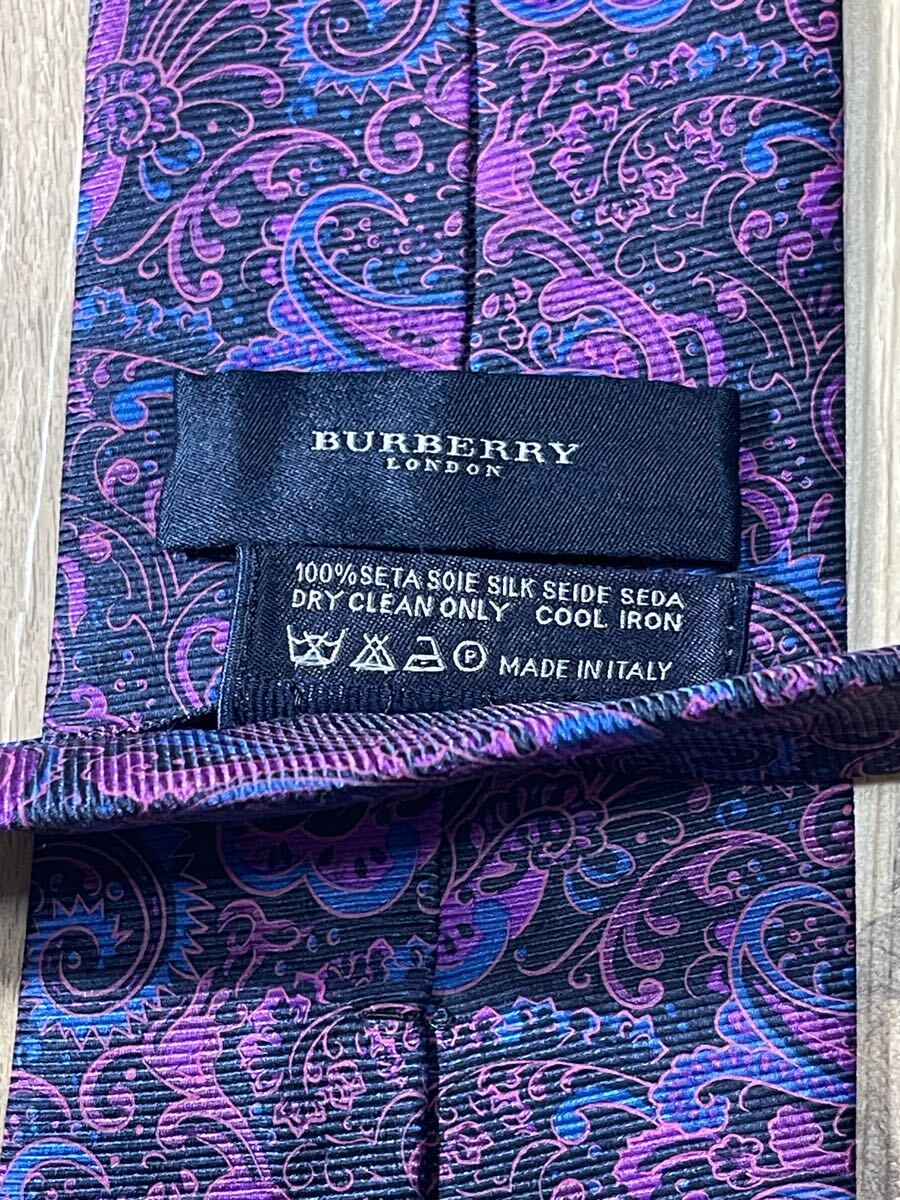 BURBERRY
LONDON
100% SETA SOIE SILK SEIDE SEDA
DRY CLEAN ONLY COOL IRON
P MADE IN ITALY